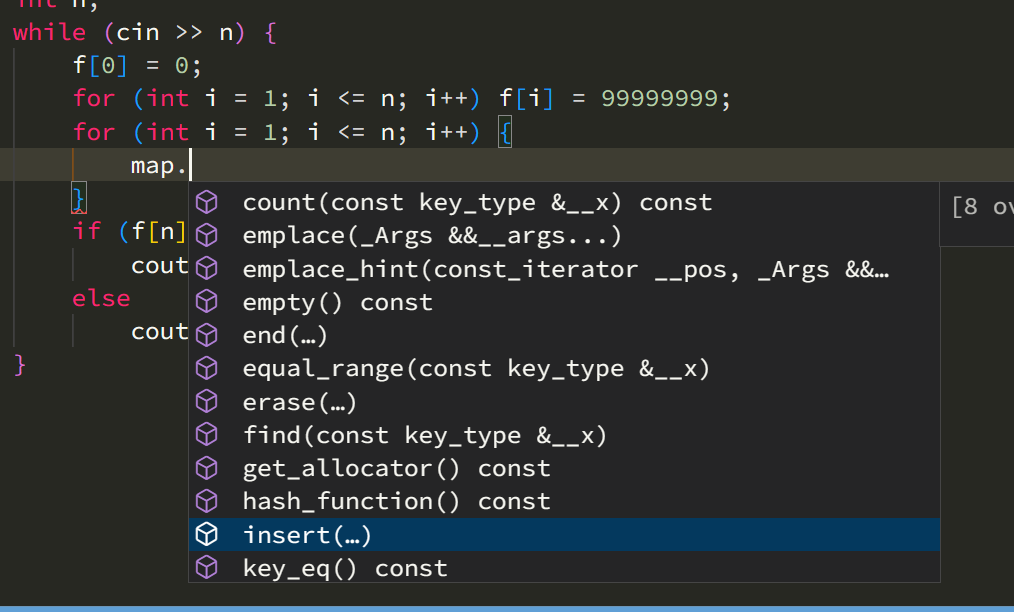 int n;
while (cin >> n) {
f[0] = 0;
for (int i = 1; i <= n; i++) f[i] = 99999999;
for (int i = 1; i <= n; i++) {
map.
}
count(const key_type &__x) const
[8 ov
if (f[n]
emplace(_Args &&__args...)
cout
emplace_hint(const_iterator __pos, _Args &&…
else
empty() const
cout
end(…)
}
equal_range(const key_type &__x)
erase(…)
find(const key_type &__x)
get_allocator() const
hash_function() const
insert(…)
key_eq() const